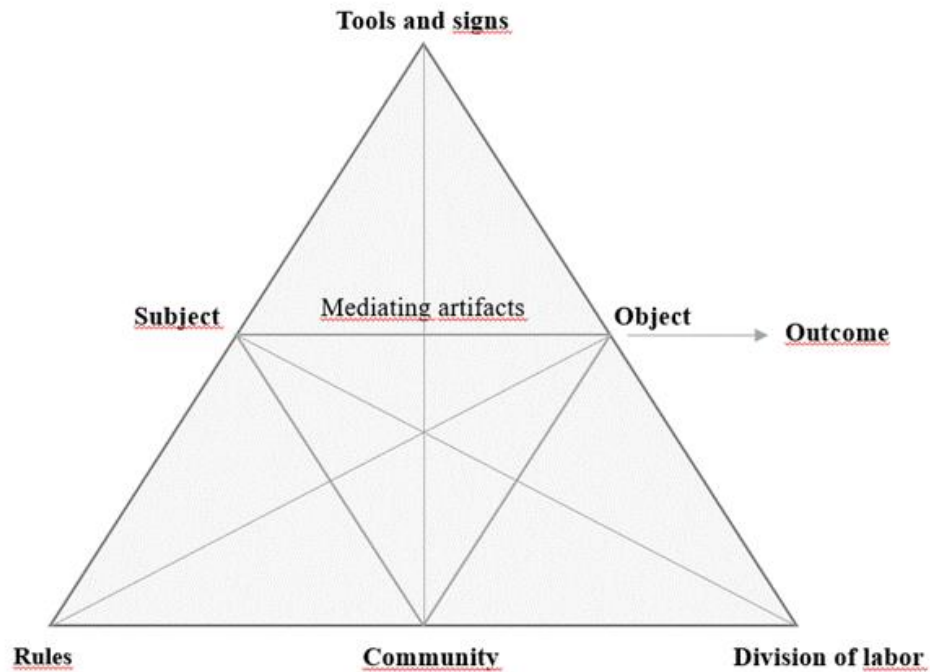 Tools and signs
Subject
Mediating artifacts
Object
Outcome
Rules
Community
Division of labor